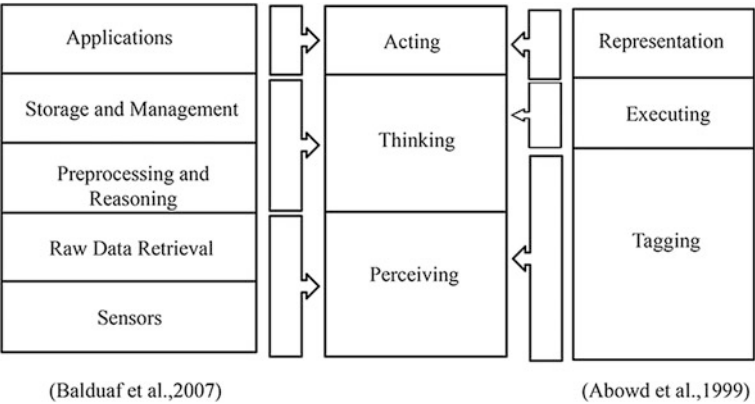 Applications
Storage and Management
Preprocessing and
Reasoning
Raw Data Retrieval
Sensors
(Balduaf et al.,2007)
Acting
Thinking
Perceiving
Representation
Executing
Tagging
(Abowd et al.,1999)